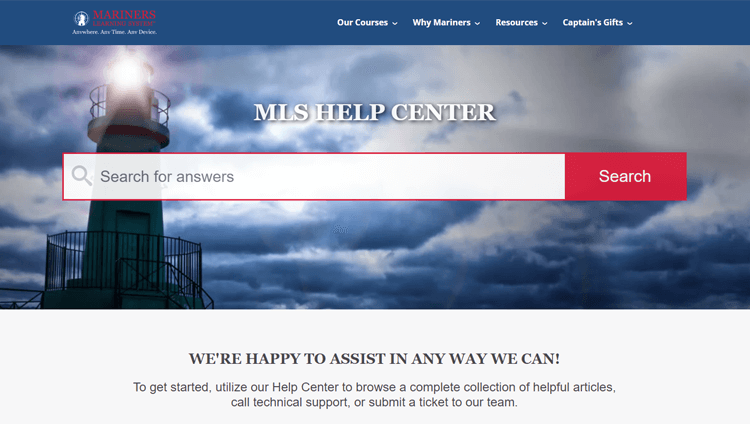 MARINERS
LEARNING SYSTEM™
Anywhere. Any Time. Any Device.
Our Courses
Why Mariners
Resources
Captain's Gifts
MLS HELP CENTER
Search for answers
Search
WE'RE HAPPY TO ASSIST IN ANY WAY WE CAN!
To get started, utilize our Help Center to browse a complete collection of helpful articles,
call technical support, or submit a ticket to our team.